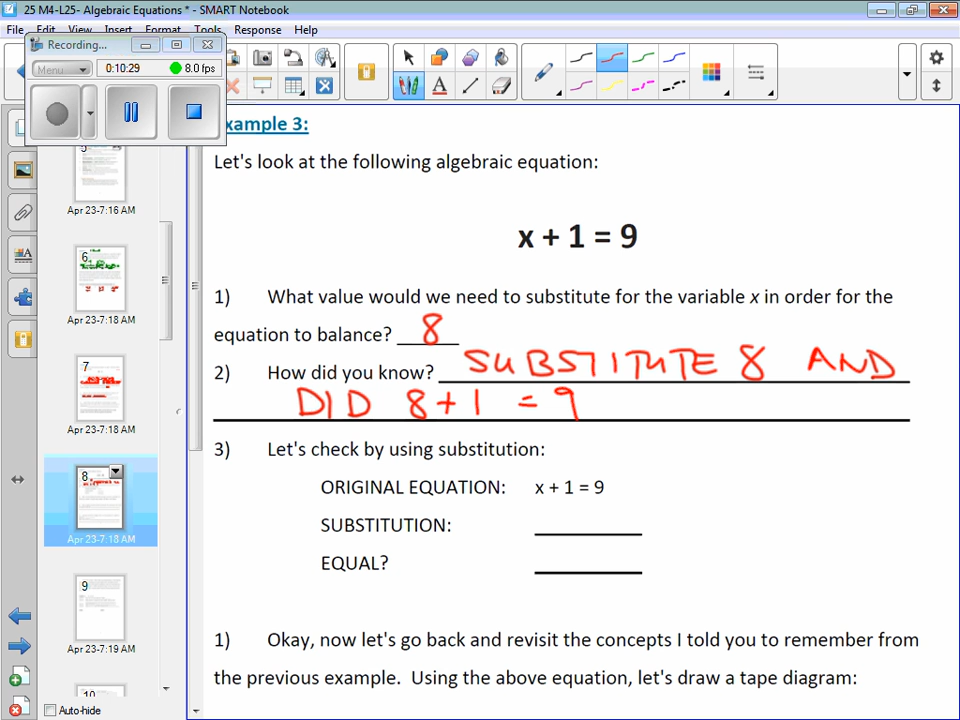 25 M4-L25- Algebraic Equations * - SMART Notebook
File Edit View Insert Format Tools Response Help
Recording...
Menu 0:10:29 8.0 fps
Apr 23-7:16 AM
6
Apr 23-7:18 AM
7
Apr 23-7:18 AM
8
Apr 23-7:18 AM
9
Apr 23-7:19 AM
10
Auto-hide
xample 3:
Let's look at the following algebraic equation:
x + 1 = 9
1) What value would we need to substitute for the variable x in order for the
equation to balance? 8
2) How did you know? SUBSTITUTE 8 AND
DID 8 + 1 = 9
3) Let's check by using substitution:
ORIGINAL EQUATION: x + 1 = 9
SUBSTITUTION:
EQUAL?
1) Okay, now let's go back and revisit the concepts I told you to remember from
the previous example. Using the above equation, let's draw a tape diagram: